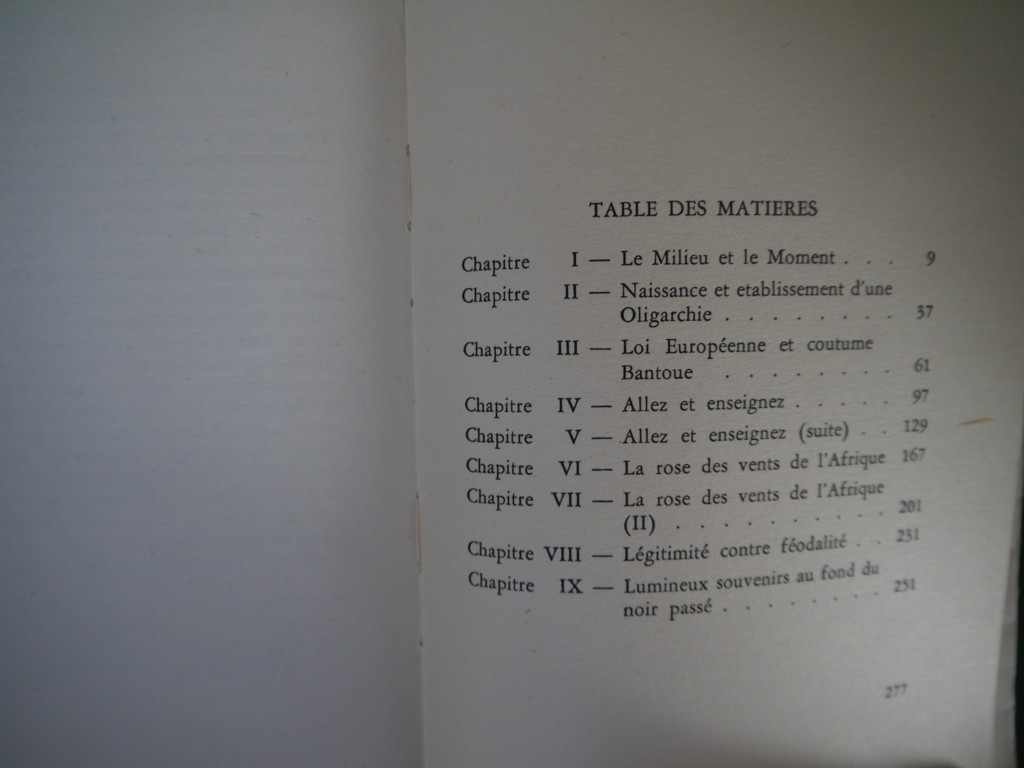 TABLE DES MATIERES
Chapitre I — Le Milieu et le Moment . . . 9
Chapitre II — Naissance et etablissement d'une
Oligarchie . . . . . . . . 37
Chapitre III — Loi Européenne et coutume
Bantoue . . . . . . . . 61
Chapitre IV — Allez et enseignez . . . . . 97
Chapitre V — Allez et enseignez (suite) . . 129
Chapitre VI — La rose des vents de l'Afrique 167
Chapitre VII — La rose des vents de l'Afrique
(II) . . . . . . . . . . 201
Chapitre VIII — Légitimité contre féodalité . . 231
Chapitre IX — Lumineux souvenirs au fond du
noir passé . . . . . . . . 251
277